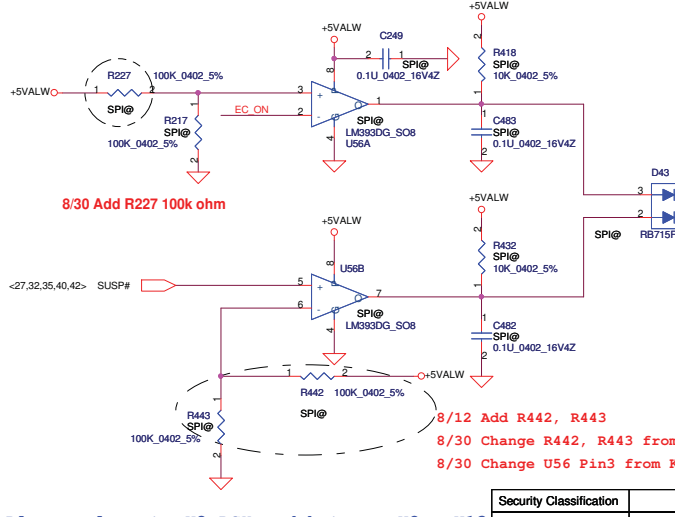 +5VALW
+5VALW
C249
2 1
SPI@
0.1U_0402_16V4Z
R418
SPI@
10K_0402_5%
2
1
+5VALW
R227
100K_0402_5%
1 2
SPI@
8
3
+
EC_ON
2
-
1
SPI@
LM393DG_SO8
U56A
4
R217
SPI@
100K_0402_5%
1
2
C483
SPI@
0.1U_0402_16V4Z
1
2
D43
3
2
SPI@
RB715F
8/30 Add R227 100k ohm
+5VALW
+5VALW
R432
SPI@
10K_0402_5%
2
1
8
U56B
<27,32,35,40,42> SUSP#
5
+
6
-
7
SPI@
LM393DG_SO8
4
C482
SPI@
0.1U_0402_16V4Z
1
2
1 2
+5VALW
R442 100K_0402_5%
SPI@
1
R443
SPI@
100K_0402_5%
2
8/12 Add R442, R443
8/30 Change R442, R443 from
8/30 Change U56 Pin3 from
Security Classification